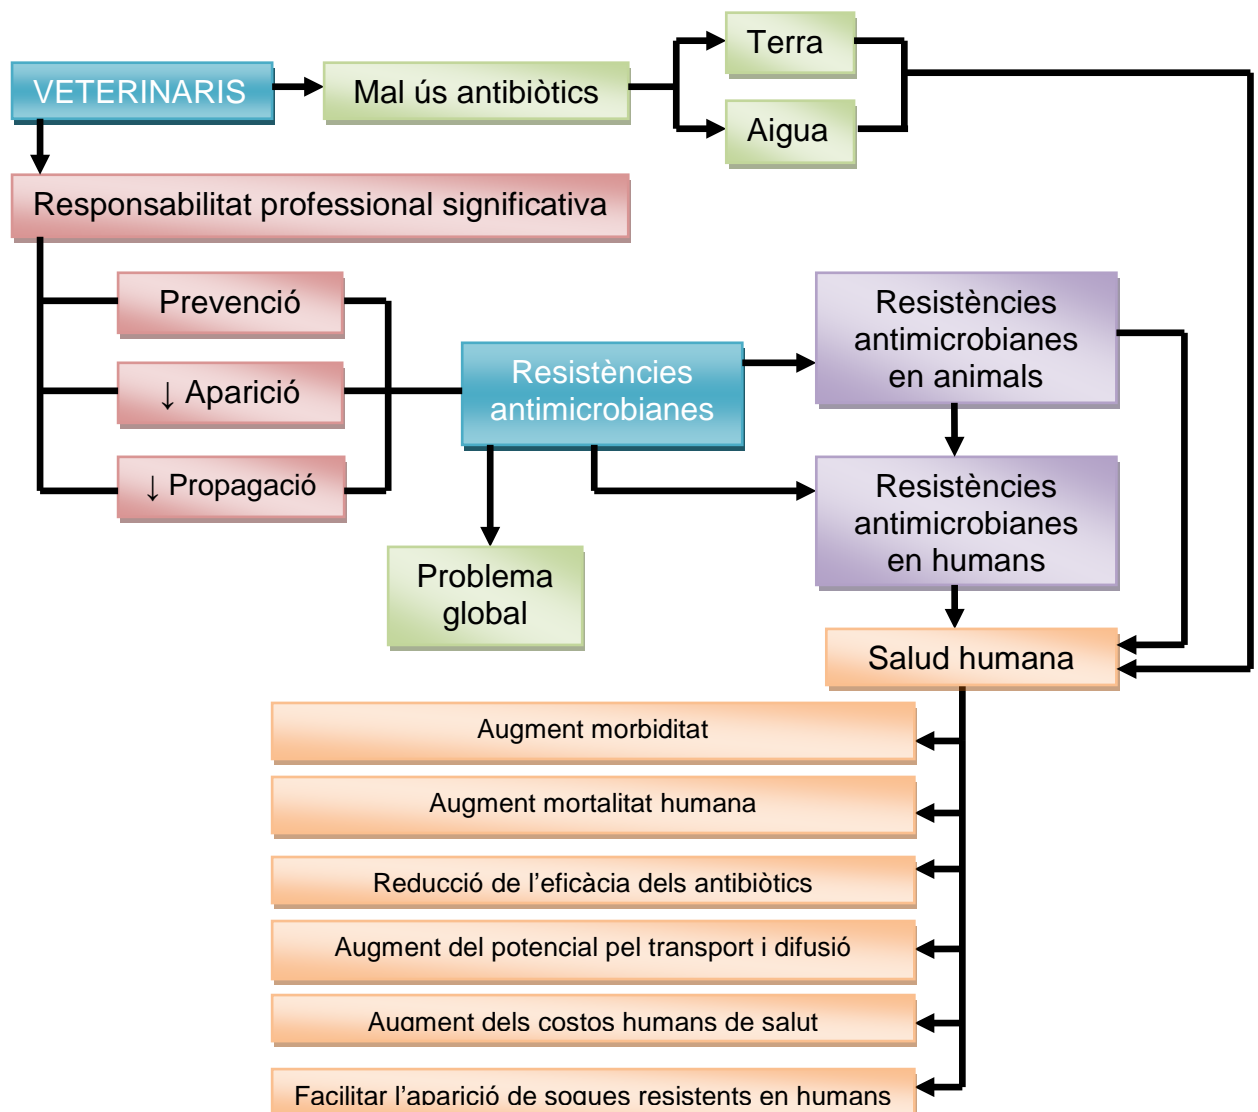 Terra
VETERINARIS
Mal ús antibiòtics
Aigua
Responsabilitat professional significativa
Prevenció
↓ Aparició
↓ Propagació
Resistències
antimicrobianes
Resistències
antimicrobianes
en animals
Resistències
antimicrobianes
en humans
Problema
global
Salud humana
Augment morbiditat
Augment mortalitat humana
Reducció de l’eficàcia dels antibiòtics
Augment del potencial pel transport i difusió
Augment dels costos humans de salut
Facilitar l’aparició de soques resistents en humans